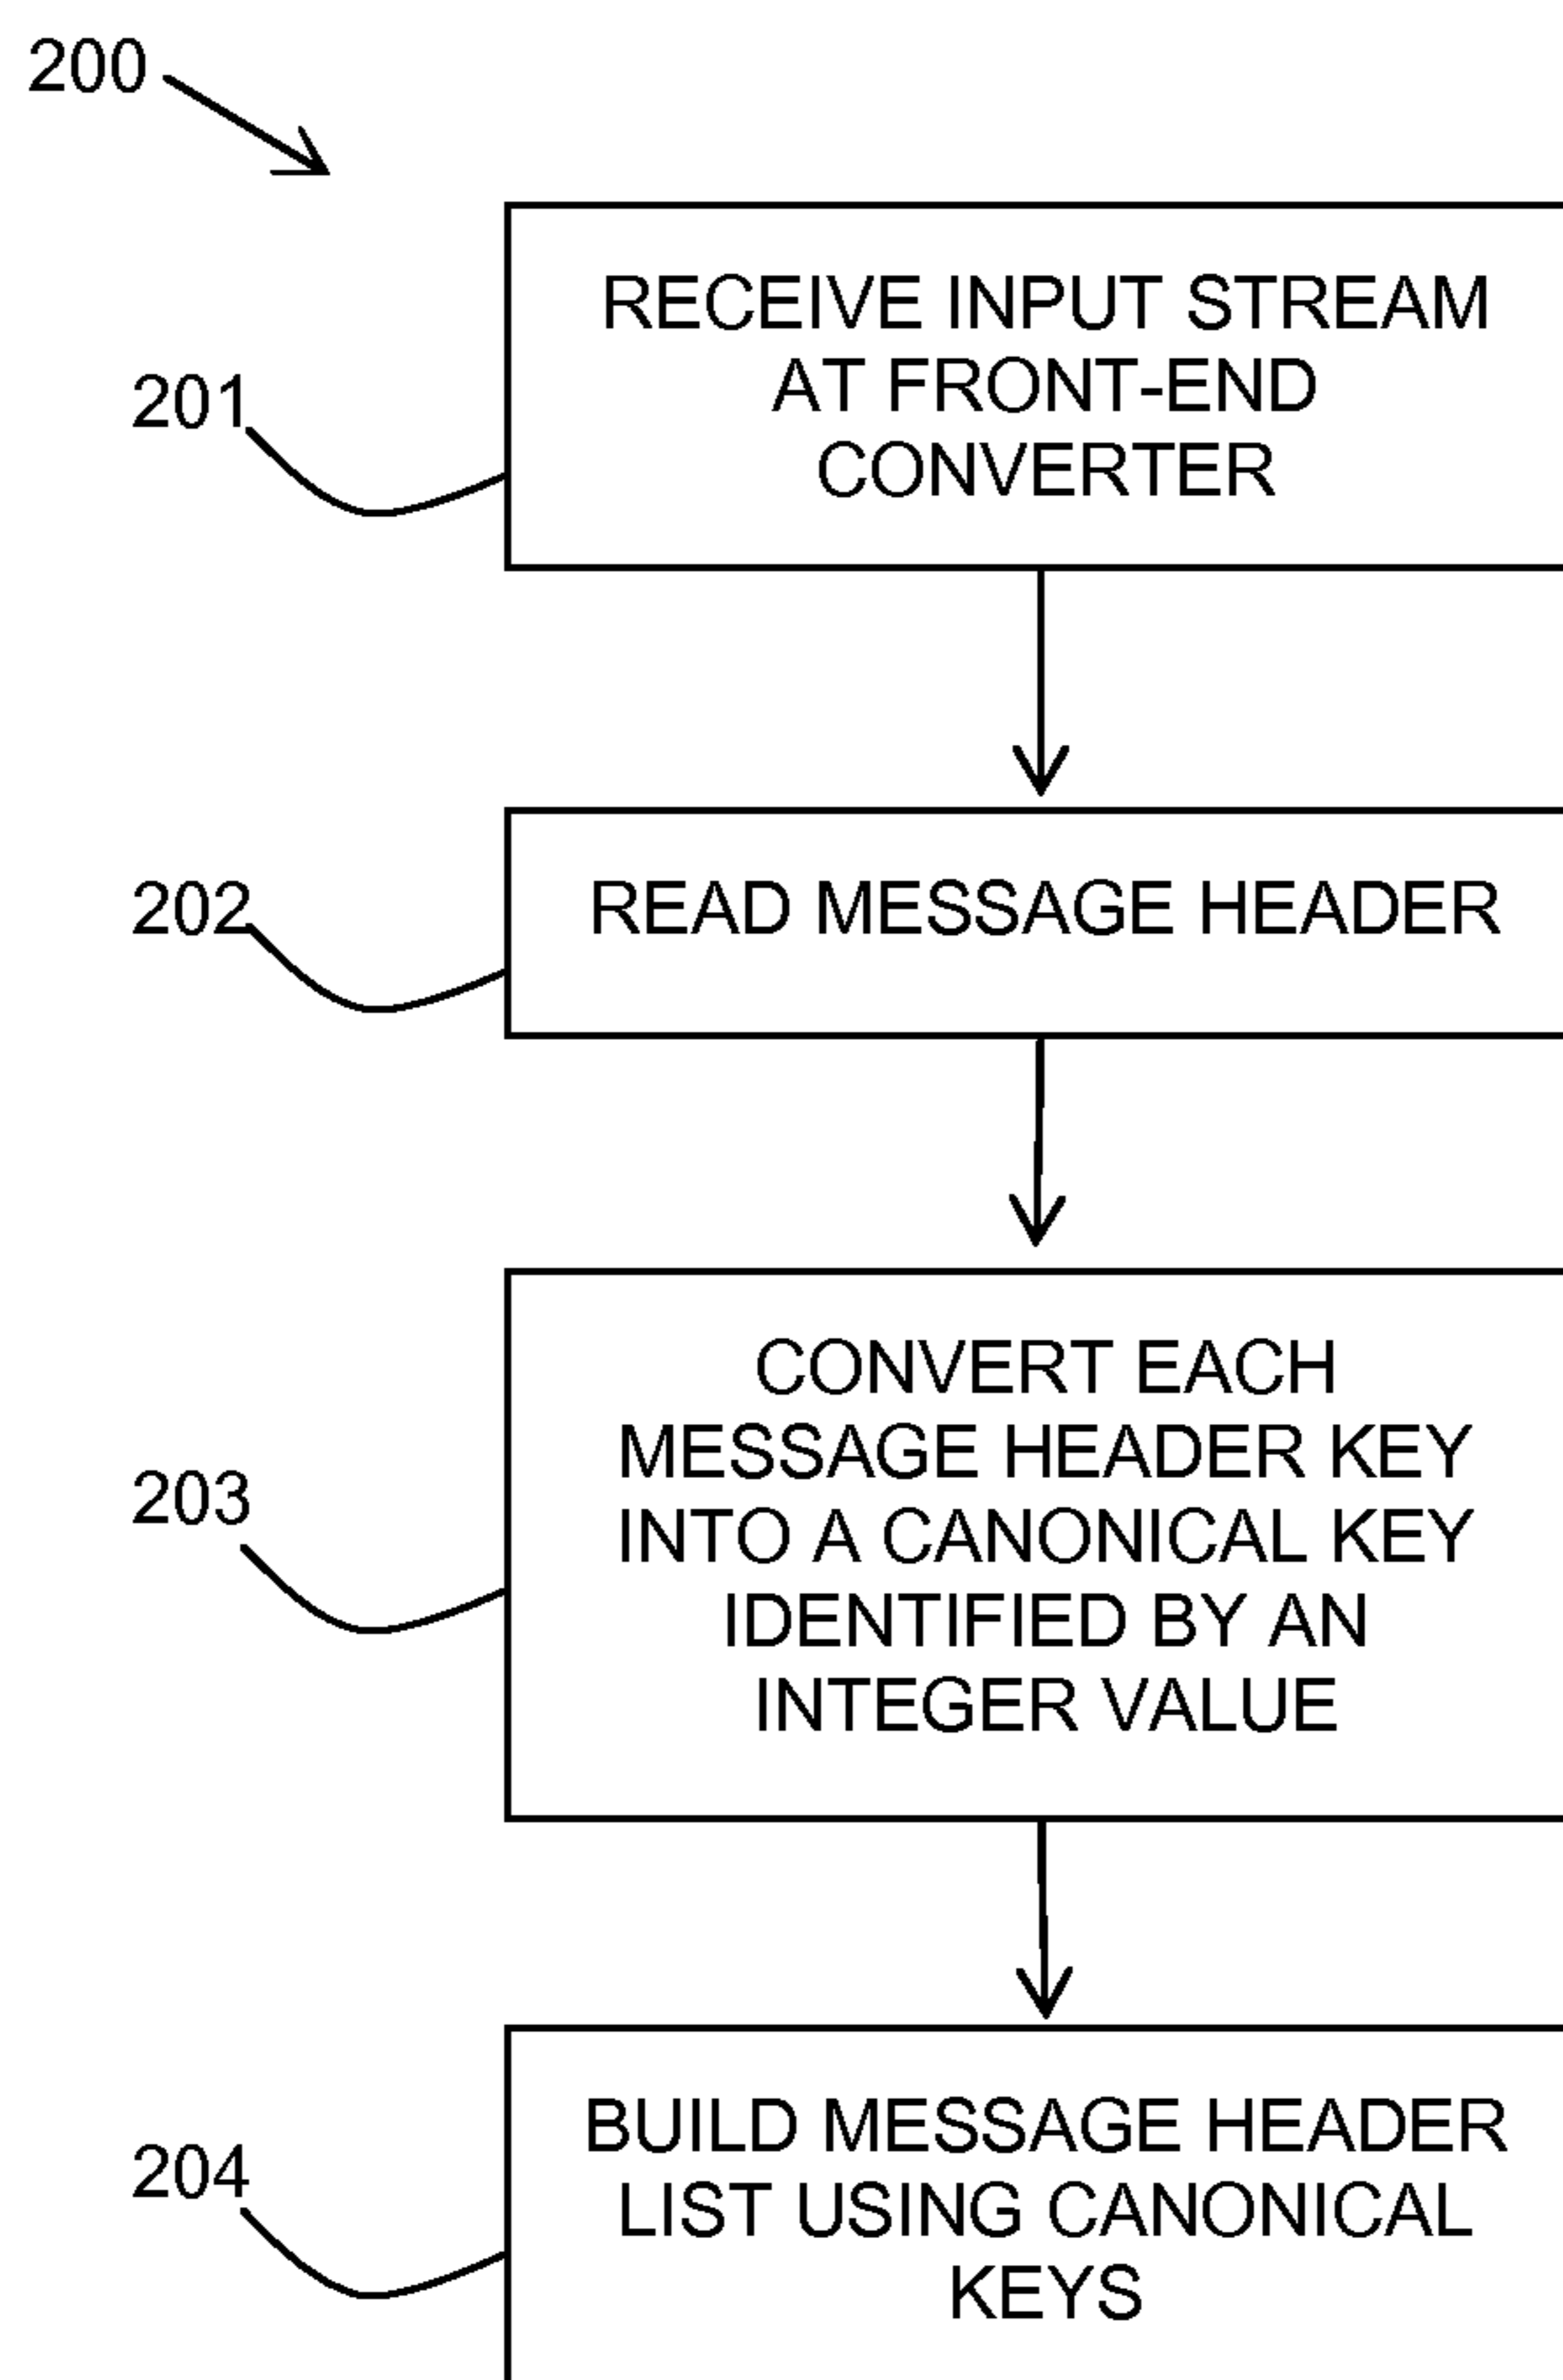 200
201
RECEIVE INPUT STREAM
AT FRONT-END
CONVERTER
202
READ MESSAGE HEADER
203
CONVERT EACH
MESSAGE HEADER KEY
INTO A CANONICAL KEY
IDENTIFIED BY AN
INTEGER VALUE
204
BUILD MESSAGE HEADER
LIST USING CANONICAL
KEYS